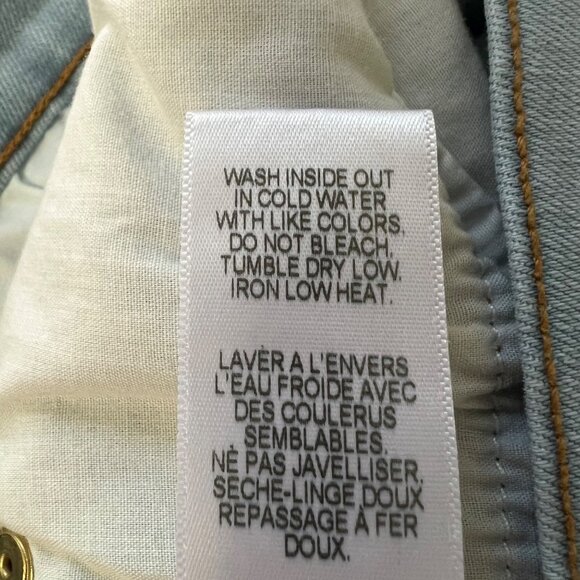 WASH INSIDE OUT
IN COLD WATER
WITH LIKE COLORS.
DO NOT BLEACH.
TUMBLE DRY LOW.
IRON LOW HEAT.
LAVÈR A L'ENVERS
L'EAU FROIDE AVEC
DES COULERUS
SEMBLABLES.
NE PAS JAVELLISER.
SECHE-LINGE DOUX
REPASSAGE À FER
DOUX.